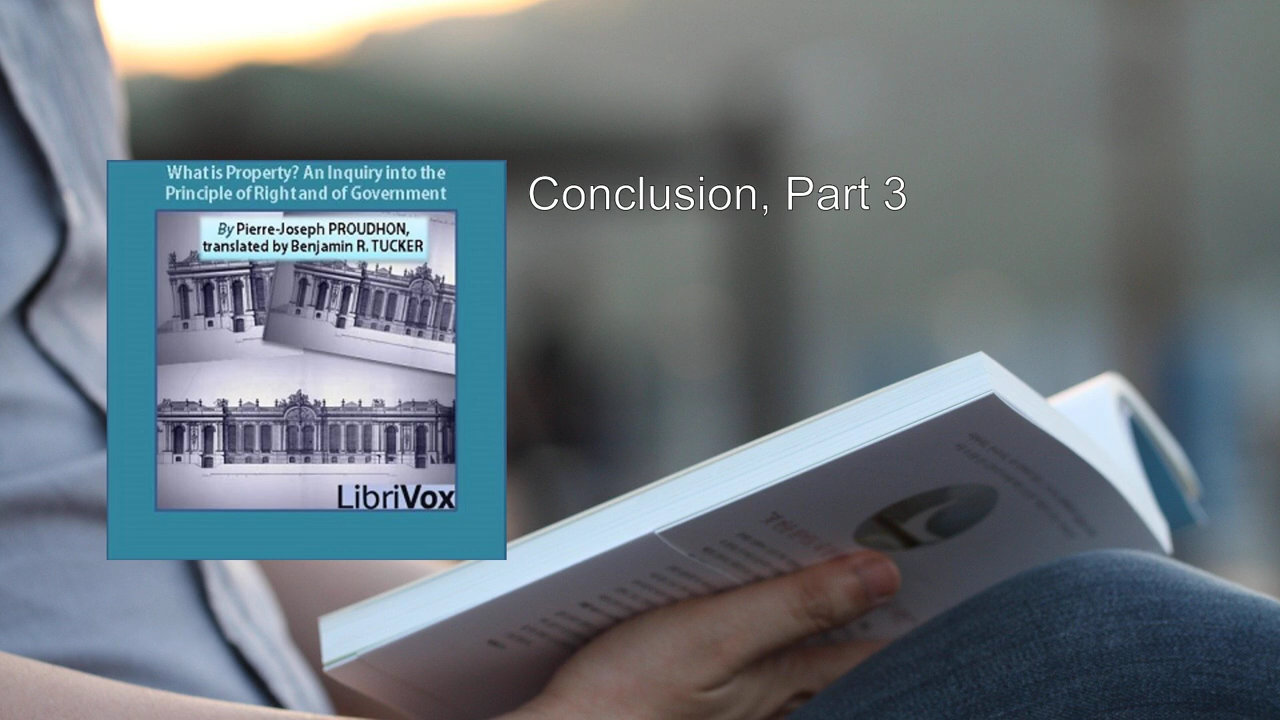 What is Property? An Inquiry into the
Principle of Right and of Government
By Pierre-Joseph PROUDHON,
translated by Benjamin R. TUCKER
LibriVox
Conclusion, Part 3